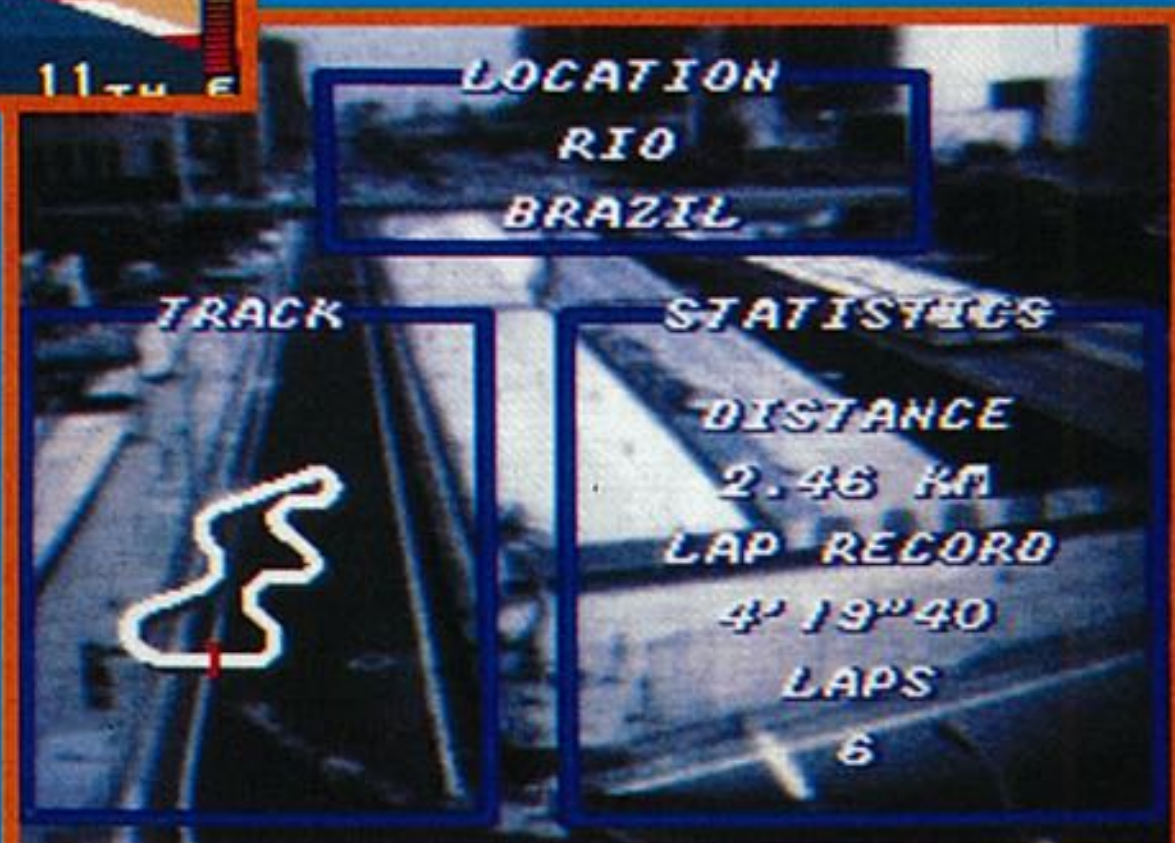 11TH
LOCATION
RIO
BRAZIL
TRACK
STATISTICS
DISTANCE
2.46 KM
LAP RECORD
4'19"40
LAPS
6